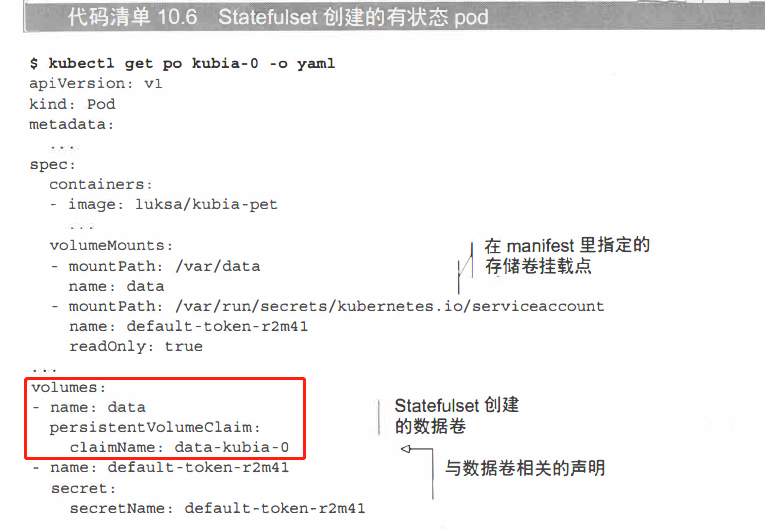 代码清单 10.6 Statefulset 创建的有状态 pod
$ kubectl get po kubia-0 -o yaml
apiVersion: v1
kind: Pod
metadata:
  ...
spec:
  containers:
  - image: luksa/kubia-pet
    ...
  volumeMounts:
  - mountPath: /var/data
    name: data
  - mountPath: /var/run/secrets/kubernetes.io/serviceaccount
    name: default-token-r2m41
    readOnly: true
...
volumes:
- name: data
  persistentVolumeClaim:
    claimName: data-kubia-0
- name: default-token-r2m41
  secret:
    secretName: default-token-r2m41
在 manifest 里指定的
存储卷挂载点
Statefulset 创建
的数据卷
与数据卷相关的声明